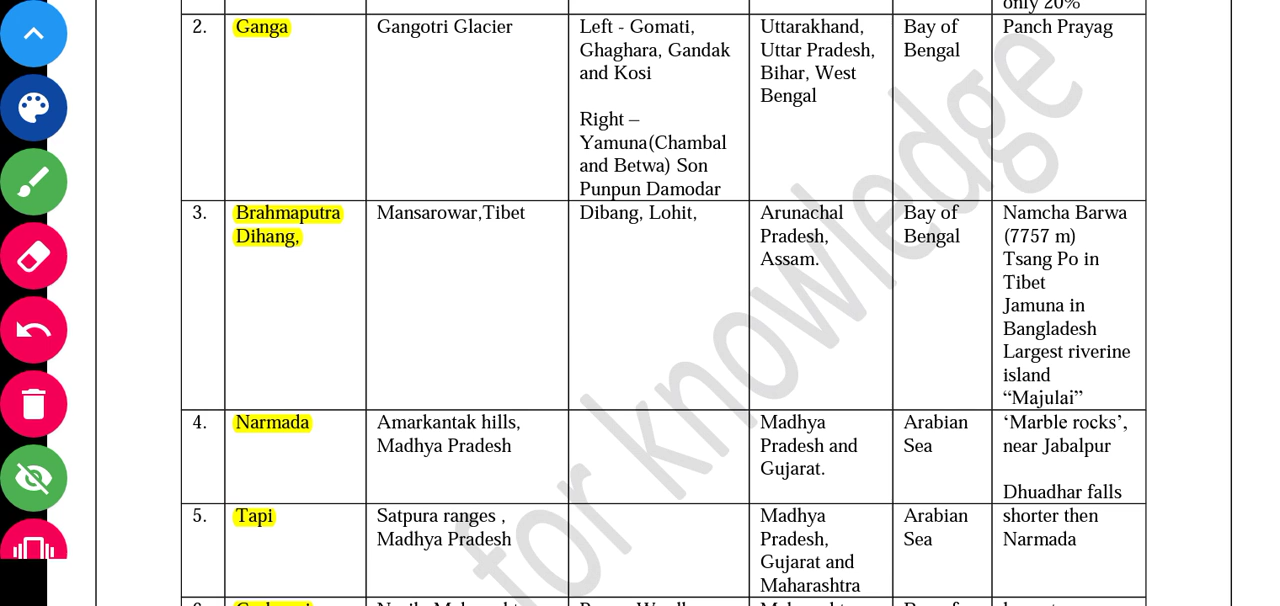 only 20%
2. Ganga Gangotri Glacier Left - Gomati, Uttarakhand, Bay of Panch Prayag
Ghaghara, Gandak Uttar Pradesh, Bengal
and Kosi Bihar, West
Bengal
Right –
Yamuna(Chambal
and Betwa) Son
Punpun Damodar
3. Brahmaputra Mansarowar,Tibet Dibang, Lohit, Arunachal Bay of Namcha Barwa
Dihang, Pradesh, Bengal (7757 m)
Assam. Tsang Po in
Tibet
Jamuna in
Bangladesh
Largest riverine
island
“Majulai”
4. Narmada Amarkantak hills, Madhya Arabian ‘Marble rocks’,
Madhya Pradesh Pradesh and Sea near Jabalpur
Gujarat.
Dhuadhar falls
5. Tapi Satpura ranges , Madhya Arabian shorter then
Madhya Pradesh Pradesh, Sea Narmada
Gujarat and
Maharashtra
for knowledge